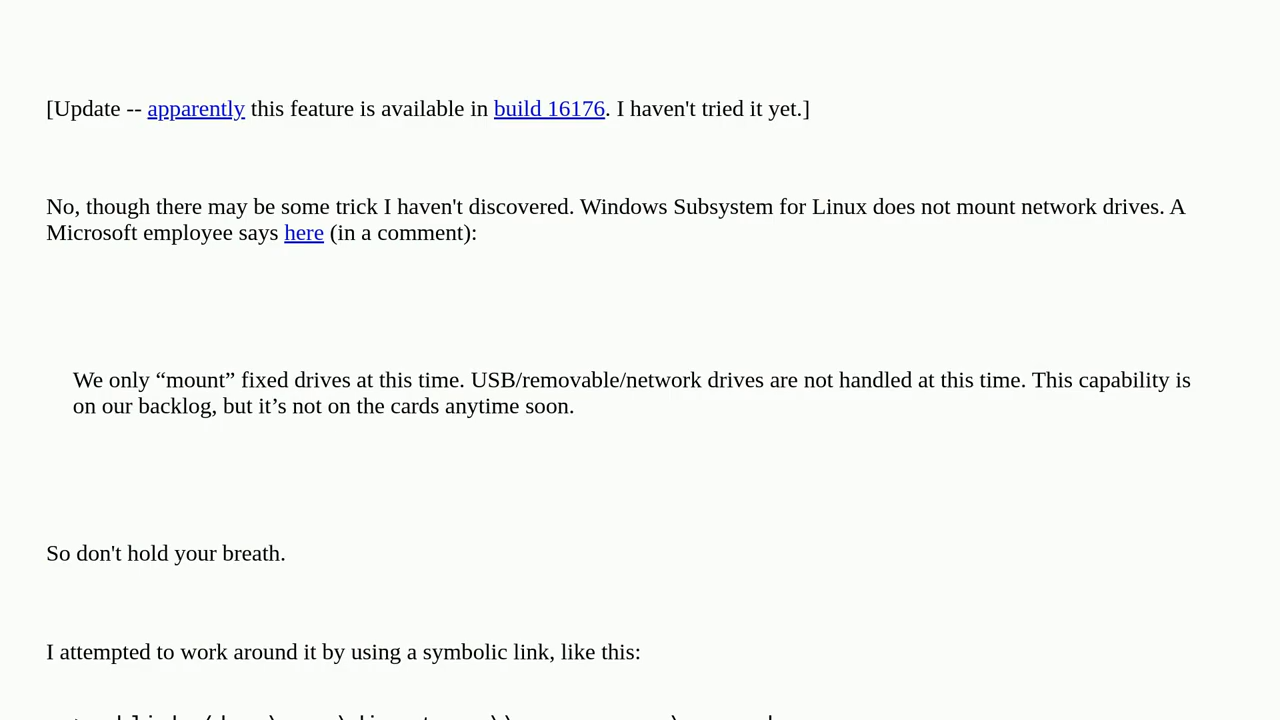 [Update -- apparently this feature is available in build 16176. I haven't tried it yet.]
No, though there may be some trick I haven't discovered. Windows Subsystem for Linux does not mount network drives. A
Microsoft employee says here (in a comment):
We only “mount” fixed drives at this time. USB/removable/network drives are not handled at this time. This capability is
on our backlog, but it’s not on the cards anytime soon.
So don't hold your breath.
I attempted to work around it by using a symbolic link, like this: